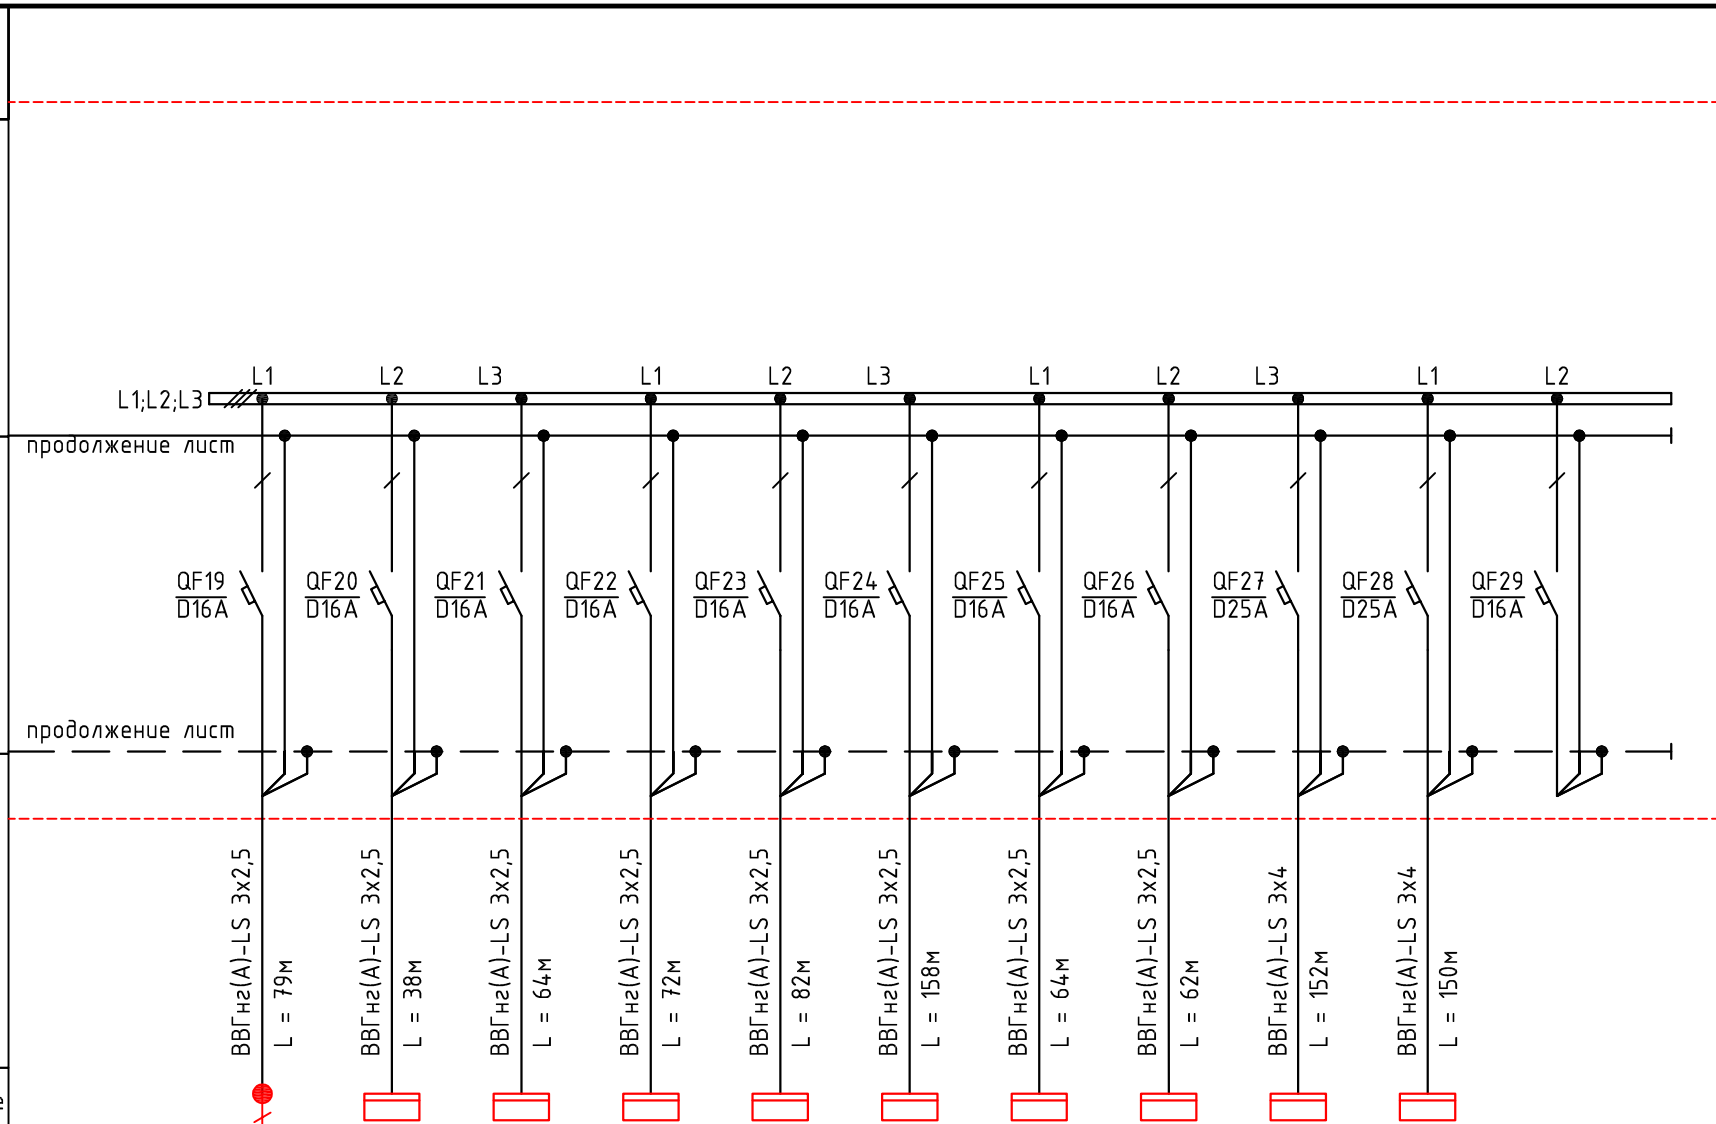 L1 L2 L3 L1 L2 L3 L1 L2 L3 L1 L2
L1;L2;L3
продолжение лист
QF19 QF20 QF21 QF22 QF23 QF24 QF25 QF26 QF27 QF28 QF29
D16A D16A D16A D16A D16A D16A D16A D16A D25A D25A D16A
продолжение лист
ВВГнг(А)-LS 3х2,5
L = 79м
ВВГнг(А)-LS 3х2,5
L = 38м
ВВГнг(А)-LS 3х2,5
L = 64м
ВВГнг(А)-LS 3х2,5
L = 72м
ВВГнг(А)-LS 3х2,5
L = 82м
ВВГнг(А)-LS 3х2,5
L = 158м
ВВГнг(А)-LS 3х2,5
L = 64м
ВВГнг(А)-LS 3х2,5
L = 62м
ВВГнг(А)-LS 3х4
L = 152м
ВВГнг(А)-LS 3х4
L = 150м